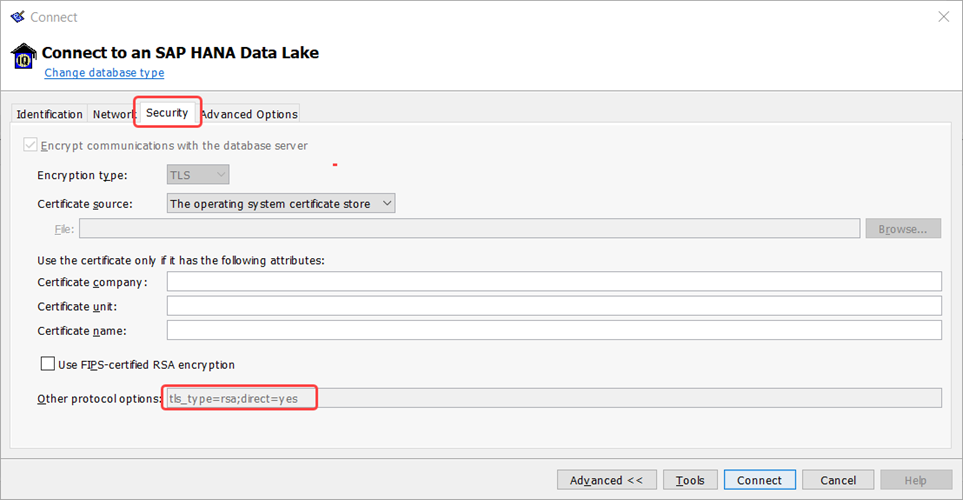 Connect
IQ
Connect to an SAP HANA Data Lake
Change database type
Identification Network Security Advanced Options
Encrypt communications with the database server
Encryption type: TLS
Certificate source: The operating system certificate store
File: Browse...
Use the certificate only if it has the following attributes:
Certificate company:
Certificate unit:
Certificate name:
Use FIPS-certified RSA encryption
Other protocol options: tls_type=rsa;direct=yes
Advanced << Tools Connect Cancel Help